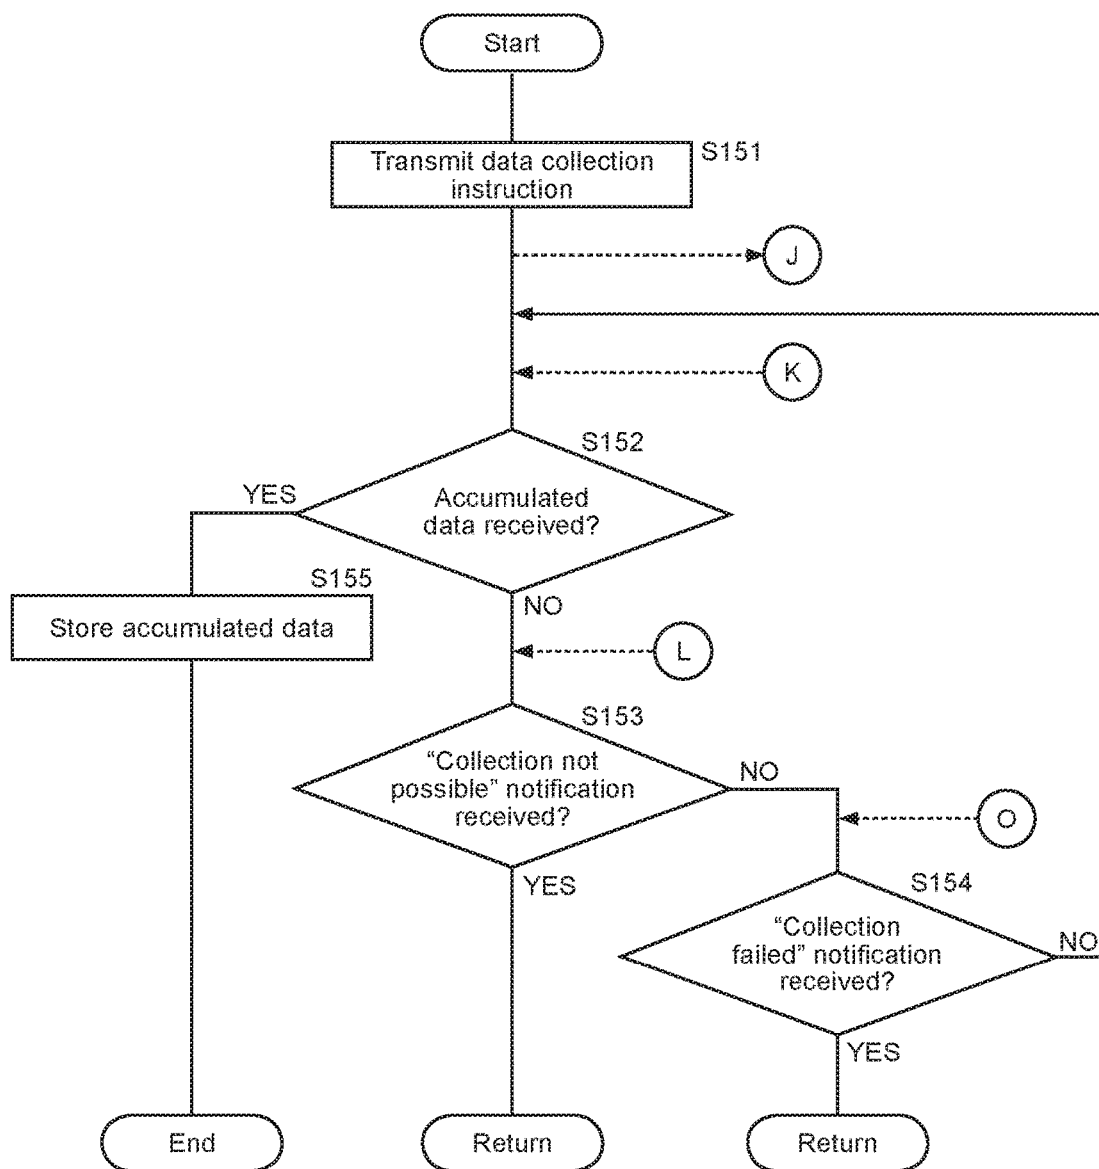 Start
S151
Transmit data collection
instruction
J
K
S152
YES
Accumulated
data received?
S155
NO
Store accumulated data
L
S153
“Collection not
possible” notification
received?
NO
O
YES
S154
“Collection
failed” notification
received?
NO
YES
End
Return
Return